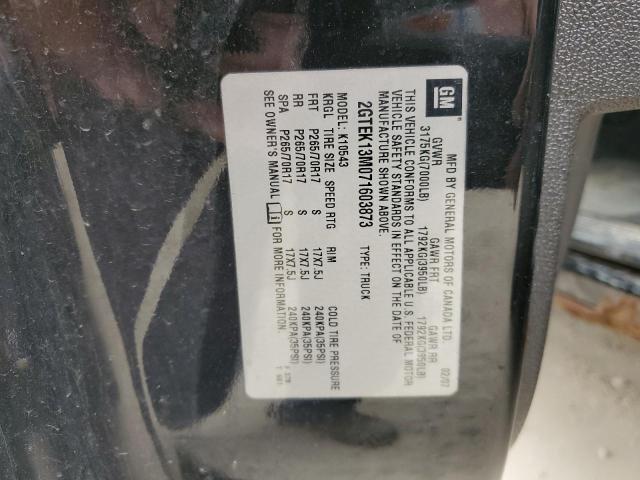 GM
MFD BY GENERAL MOTORS OF CANADA LTD. 02/07
GVWR GAWR FRT GAWR RR
3175KG(7000LB) 1792KG(3950LB) 1792KG(3950LB)
THIS VEHICLE CONFORMS TO ALL APPLICABLE U.S. FEDERAL MOTOR
VEHICLE SAFETY STANDARDS IN EFFECT ON THE DATE OF
MANUFACTURE SHOWN ABOVE.
2GTEK13M071603873 TYPE: TRUCK
MODEL: K10543
KRGL TIRE SIZE SPEED RTG RIM COLD TIRE PRESSURE
FRT P265/70R17 S 17X7.5J 240KPA(35PSI)
RR P265/70R17 S 17X7.5J 240KPA(35PSI)
SPA P265/70R17 S 17X7.5J 240KPA(35PSI)
SEE OWNER'S MANUAL FOR MORE INFORMATION.